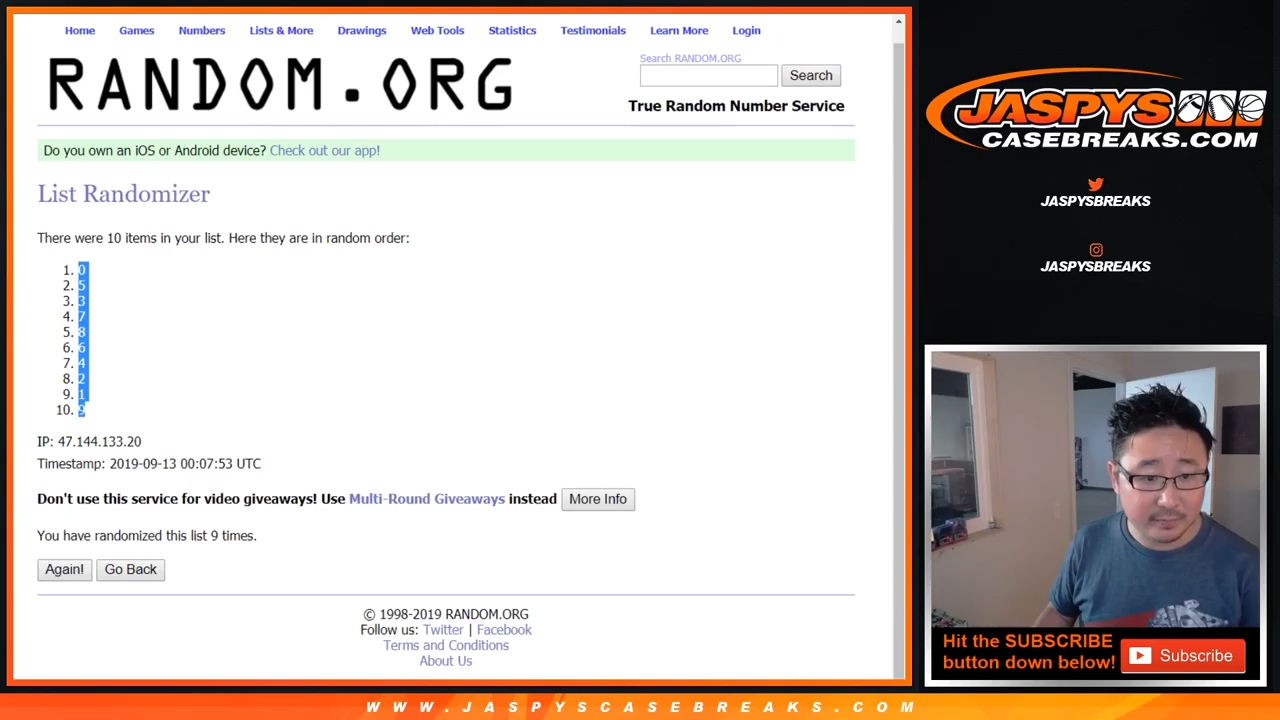 Home Games Numbers Lists & More Drawings Web Tools Statistics Testimonials Learn More Login
RANDOM.ORG
Search RANDOM.ORG
Search
True Random Number Service
Do you own an iOS or Android device? Check out our app!
List Randomizer
There were 10 items in your list. Here they are in random order:
1. 0
2. 5
3. 3
4. 7
5. 8
6. 6
7. 4
8. 2
9. 1
10. 9
IP: 47.144.133.20
Timestamp: 2019-09-13 00:07:53 UTC
Don't use this service for video giveaways! Use Multi-Round Giveaways instead More Info
You have randomized this list 9 times.
Again! Go Back
© 1998-2019 RANDOM.ORG
Follow us: Twitter | Facebook
Terms and Conditions
About Us
JASPYS
CASEBREAKS.COM
JASPYSBREAKS
JASPYSBREAKS
Hit the SUBSCRIBE
button down below!
Subscribe
WWW.JASPYSCASEBREAKS.COM